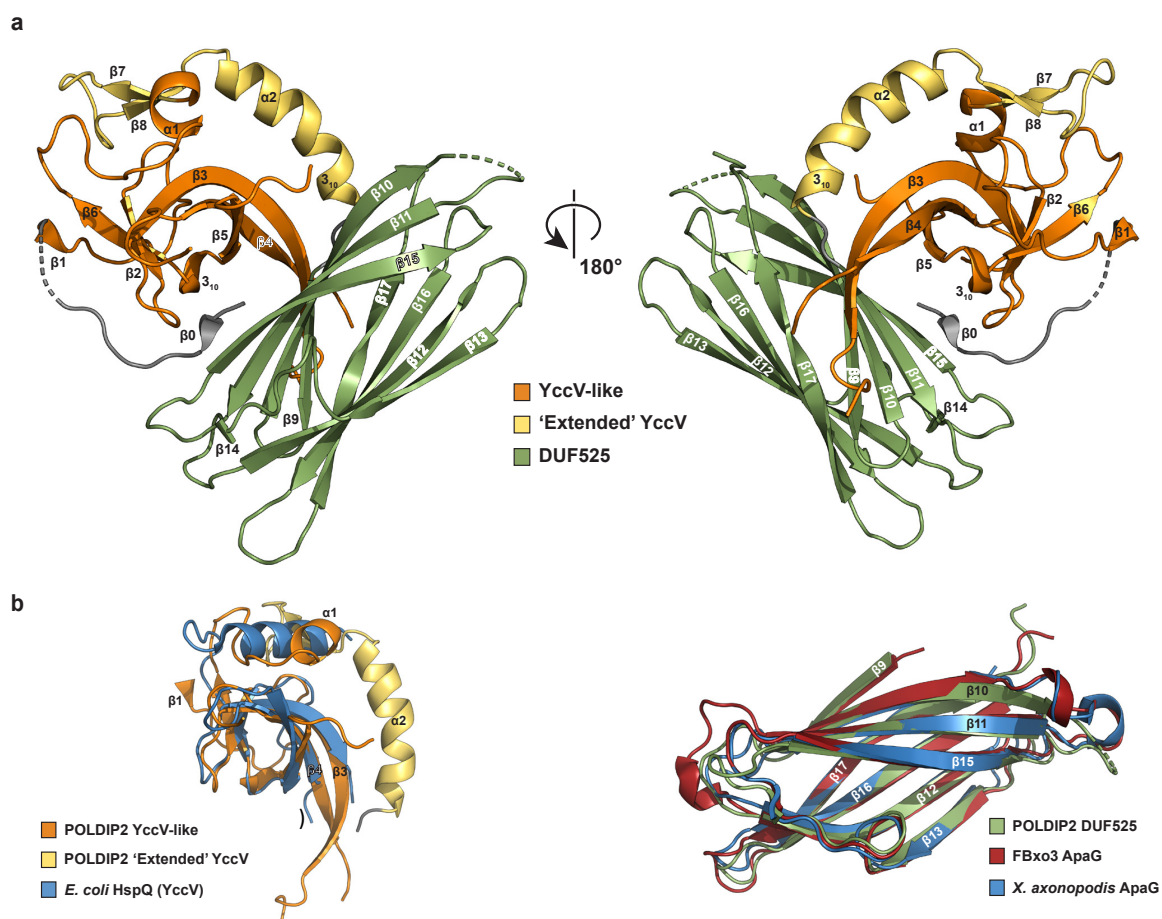 a
β7
β8
α1
α2
β3
3₁₀
β10
β11
β6
β5
β4
β15
β1
β2
3₁₀
β17
β16
β0
β12
β13
β9
β14
180°
YccV-like
‘Extended’ YccV
DUF525
β7
α2
β8
α1
3₁₀
β3
β2
β6
β4
β1
β5
3₁₀
β16
β0
β13
β12
β15
β17
β9
β11
β10
β14
b
α1
β1
α2
β4
β3
POLDIP2 YccV-like
POLDIP2 ‘Extended’ YccV
E. coli HspQ (YccV)
β9
β10
β11
β15
β17
β16
β12
β13
POLDIP2 DUF525
FBxo3 ApaG
X. axonopodis ApaG